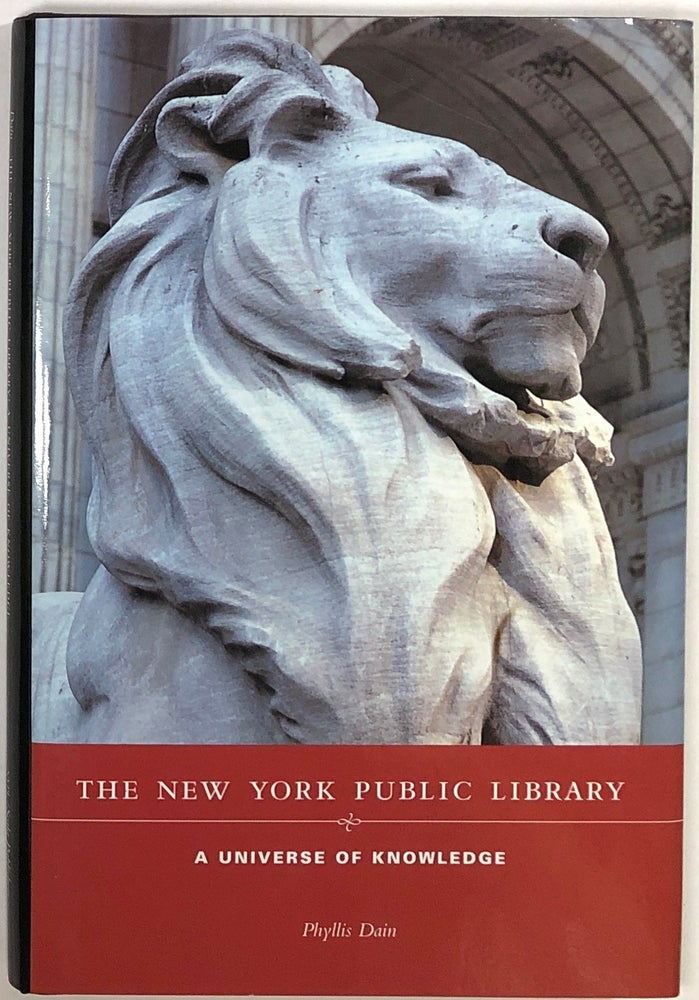 THE NEW YORK PUBLIC LIBRARY
A UNIVERSE OF KNOWLEDGE
Phyllis Dain